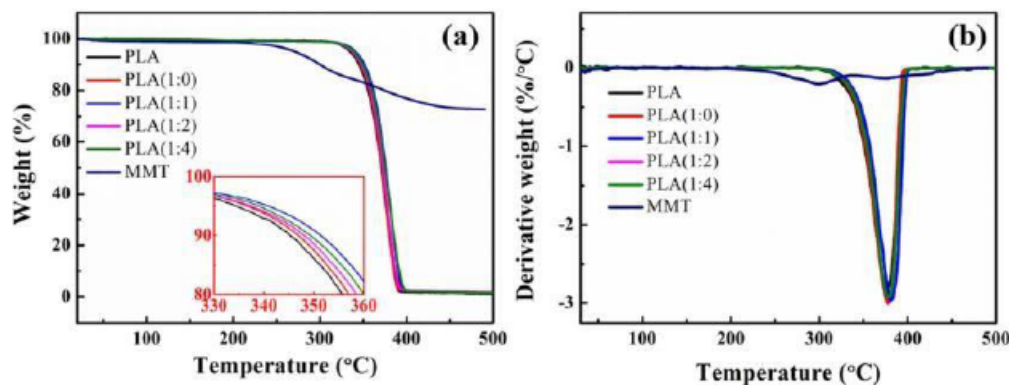 (a)
100
80
60
40
20
0
Weight (%)
PLA
PLA(1:0)
PLA(1:1)
PLA(1:2)
PLA(1:4)
MMT
100
90
80
330 340 350 360
0 100 200 300 400 500
Temperature (°C)
(b)
0
-1
-2
-3
Derivative weight (%/°C)
PLA
PLA(1:0)
PLA(1:1)
PLA(1:2)
PLA(1:4)
MMT
100 200 300 400 500
Temperature (°C)